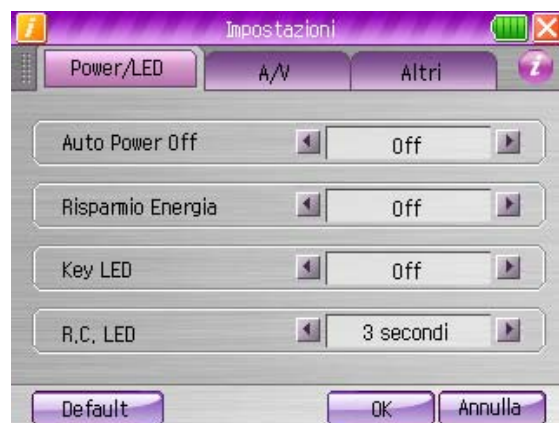 Impostazioni
Power/LED
A/V
Altri
Auto Power Off
Off
Risparmio Energia
Off
Key LED
Off
R.C. LED
3 secondi
Default
OK
Annulla